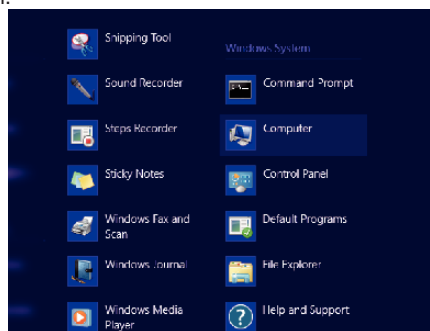 Snipping Tool
Sound Recorder
Steps Recorder
Sticky Notes
Windows Fax and
Scan
Windows Journal
Windows Media
Player
Windows System
Command Prompt
Computer
Control Panel
Default Programs
File Explorer
Help and Support